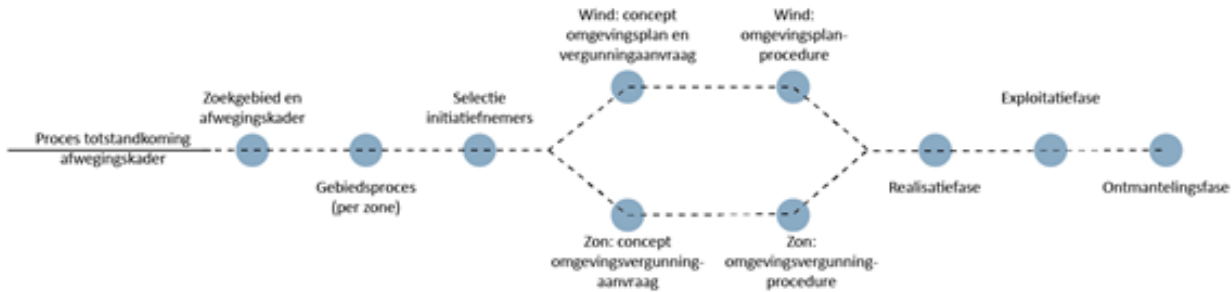 Proces totstandkoming
afwegingskader
Zoekgebied en
afwegingskader
Gebiedsproces
(per zone)
Selectie
initiatiefnemers
Wind: concept
omgevingsplan en
vergunningaanvraag
Wind:
omgevingsplan-
procedure
Zon: concept
omgevingsvergunning-
aanvraag
Zon:
omgevingsvergunning-
procedure
Realisatiefase
Exploitatiefase
Ontmantelingsfase